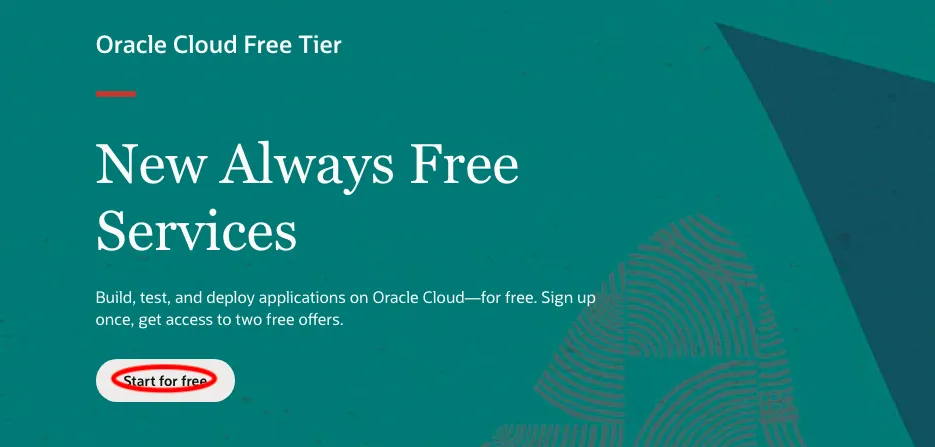 Oracle Cloud Free Tier
New Always Free
Services
Build, test, and deploy applications on Oracle Cloud—for free. Sign up
once, get access to two free offers.
Start for free